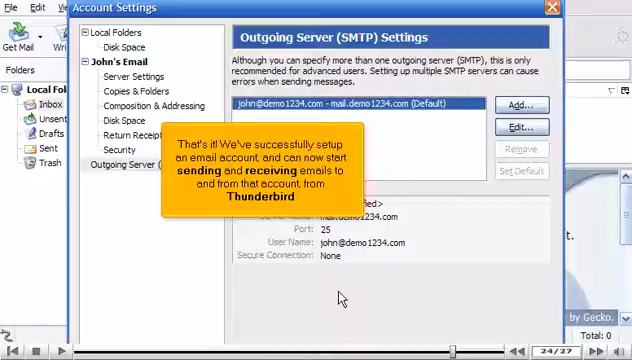 Account Settings
File
Get Mail
Folders
Local Fold
Inbox
Unsent
Drafts
Sent
Trash
Local Folders
Disk Space
John's Email
Server Settings
Copies & Folders
Composition & Addressing
Disk Space
Return Receipt
Security
Outgoing Server (
Outgoing Server (SMTP) Settings
Although you can specify more than one outgoing server (SMTP), this is only
recommended for advanced users. Setting up multiple SMTP servers can cause
errors when sending messages.
john@demo1234.com - mail.demo1234.com (Default)
Add...
Edit...
Remove
Set Default
That's it! We've successfully setup
an email account, and can now start
sending and receiving emails to
and from that account, from
Thunderbird
mail.demo1234.com
Port: 25
User Name: john@demo1234.com
Secure Connection: None
by Gecko.
Total: 0
24/27